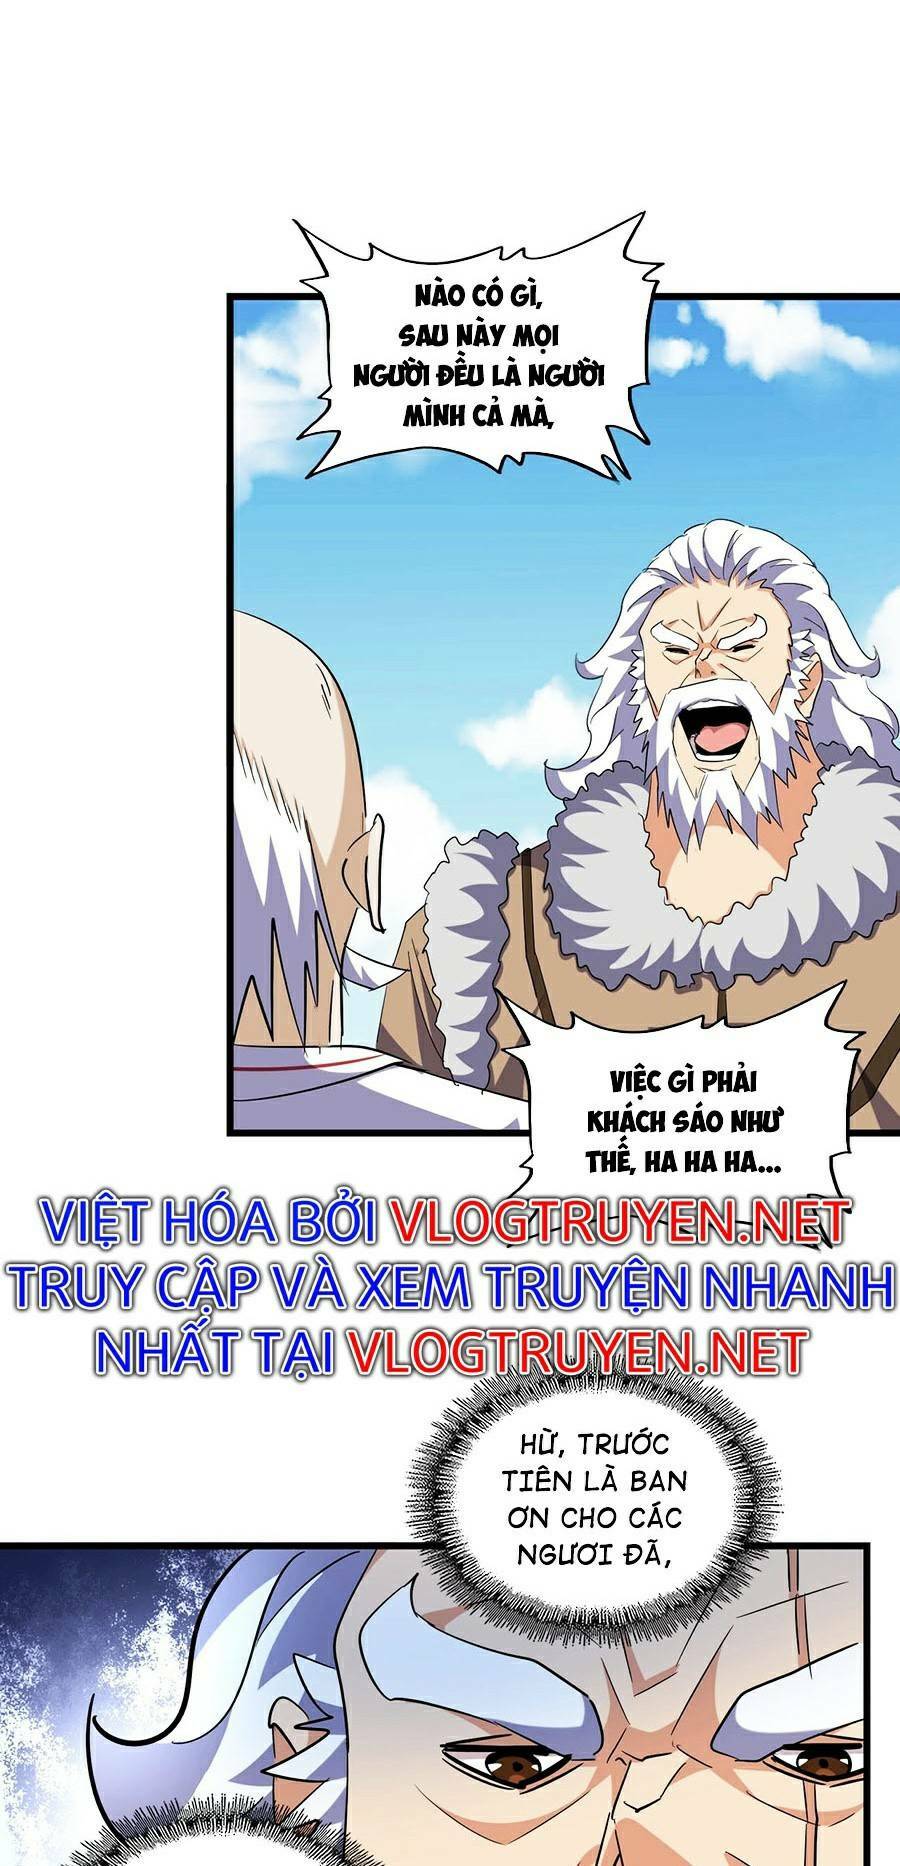 NÀO CÓ GÌ,
SAU NÀY MỌI
NGƯỜI ĐỀU LÀ NGƯỜI
MÌNH CẢ MÀ,
VIỆC GÌ PHẢI
KHÁCH SÁO NHƯ
THẾ, HA HA HA...
VIỆT HÓA BỞI VLOGTRUYEN.NET
TRUY CẬP VÀ XEM TRUYỆN NHANH
NHẤT TẠI VLOGTRUYEN.NET
HỪ, TRƯỚC
TIÊN LÀ BAN
ƠN CHO CÁC
NGƯƠI ĐÃ,